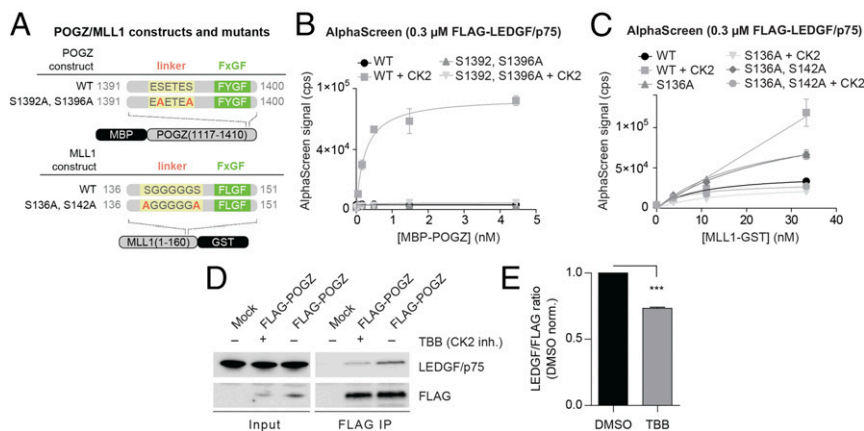 A
POGZ/MLL1 constructs and mutants
POGZ construct
linker
FxGF
WT 1391 ESETES FYGF 1400
S1392A, S1396A 1391 EAETEA FYGF 1400
MBP POGZ(1117-1410)
MLL1 construct
linker
FxGF
WT 136 SGGGGGS FLGF 151
S136A, S142A 136 AGGGGGA FLGF 151
MLL1(1-160) GST
B
AlphaScreen (0.3 µM FLAG-LEDGF/p75)
WT
WT + CK2
S1392, S1396A
S1392, S1396A + CK2
AlphaScreen signal (cps)
1×10⁵
4×10⁴
0
0 1 2 3 4 5
[MBP-POGZ] (nM)
C
AlphaScreen (0.3 µM FLAG-LEDGF/p75)
WT
WT + CK2
S136A
S136A + CK2
S136A, S142A
S136A, S142A + CK2
AlphaScreen signal (cps)
1×10⁵
5×10⁴
0
0 10 20 30 40
[MLL1-GST] (nM)
D
Mock FLAG-POGZ FLAG-POGZ Mock FLAG-POGZ FLAG-POGZ
– + – – + – TBB (CK2 inh.)
LEDGF/p75
FLAG
Input FLAG IP
E
LEDGF/FLAG ratio
(DMSO norm.)
1.0
0.5
0.0
***
DMSO TBB